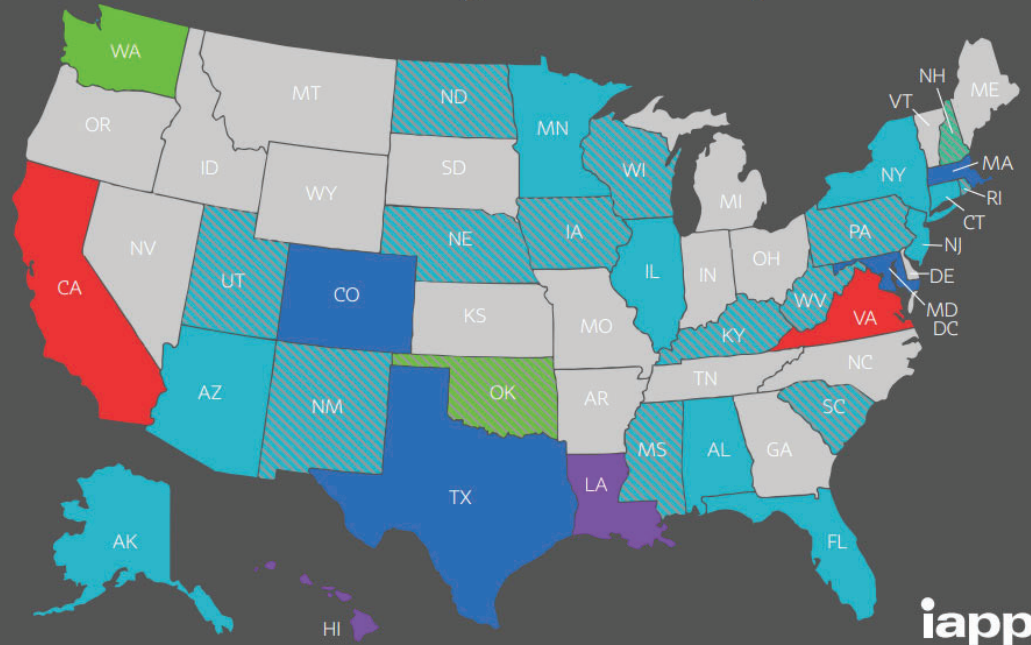 WA
MT
ND
MN
OR
ID
SD
WI
WY
MI
NH
VT
ME
NY
MA
RI
CT
CA
NV
UT
CO
NE
IA
IL
IN
OH
PA
NJ
DE
MD
DC
KS
MO
KY
WV
VA
AZ
NM
OK
AR
TN
NC
SC
TX
LA
MS
AL
GA
FL
AK
HI
iapp